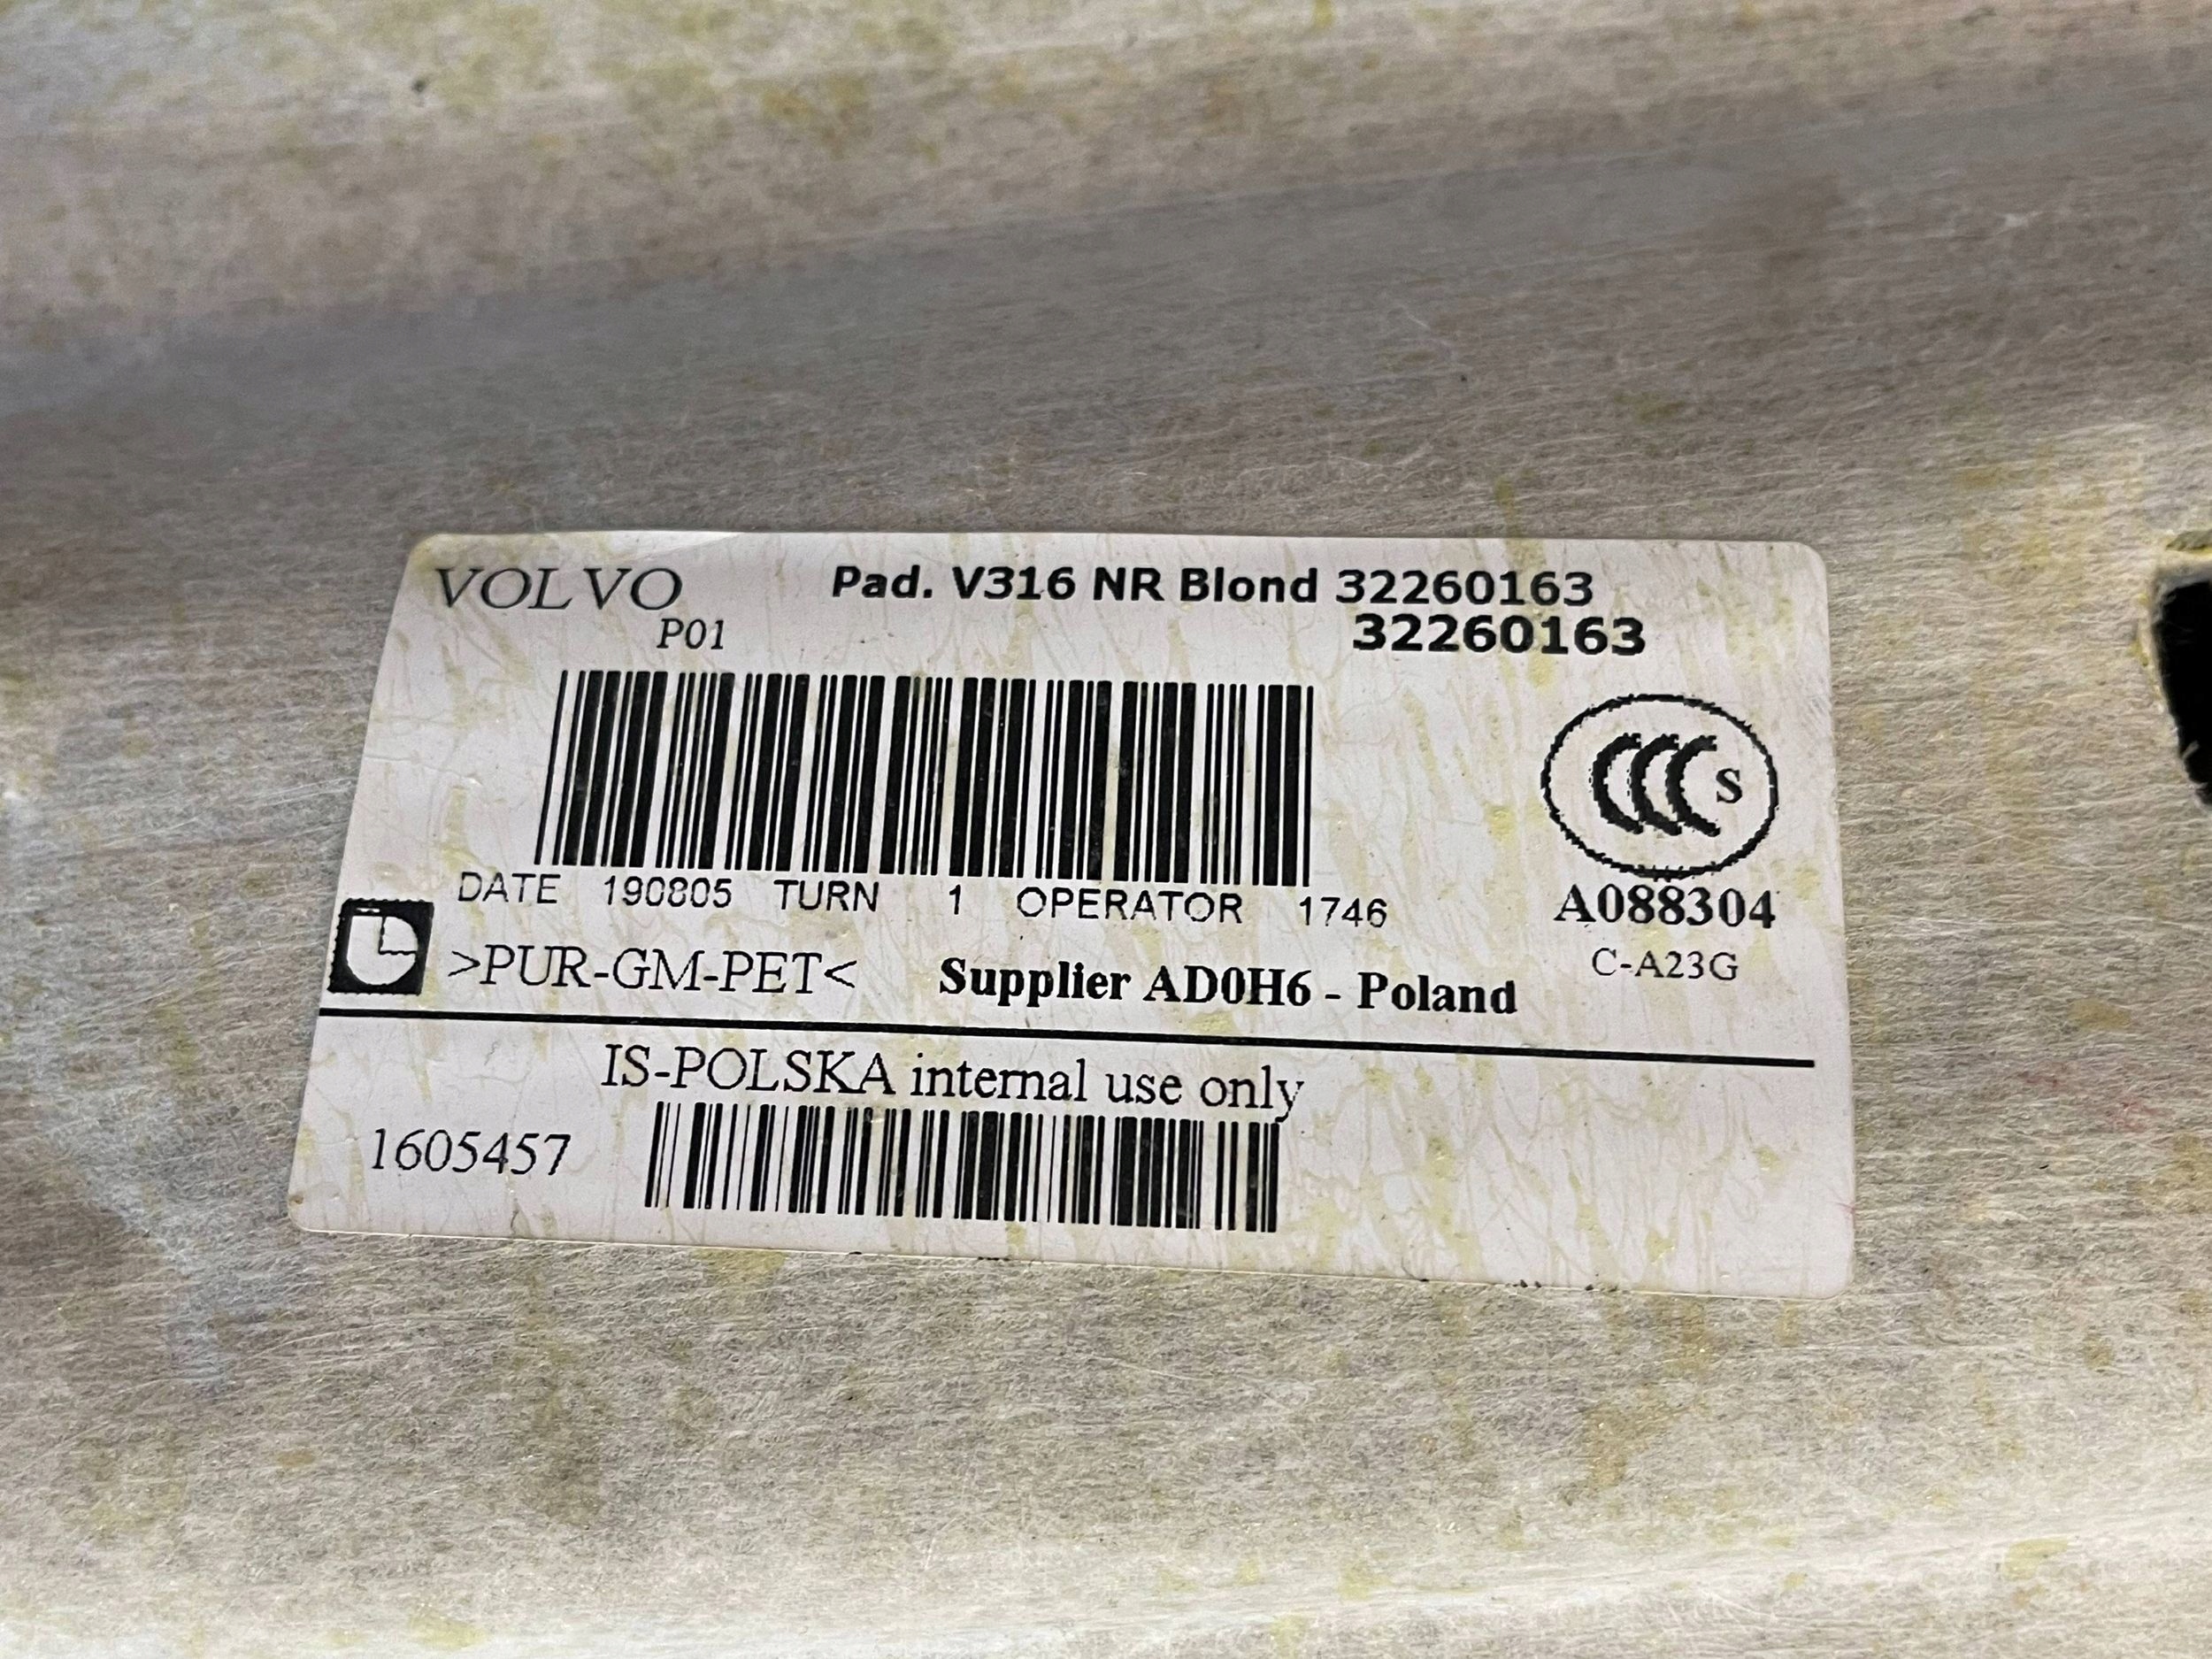 VOLVO Pad. V316 NR Blond 32260163
P01 32260163
CCC S
DATE 190805 TURN 1 OPERATOR 1746
A088304
C-A23G
>PUR-GM-PET< Supplier AD0H6 - Poland
IS-POLSKA internal use only
1605457